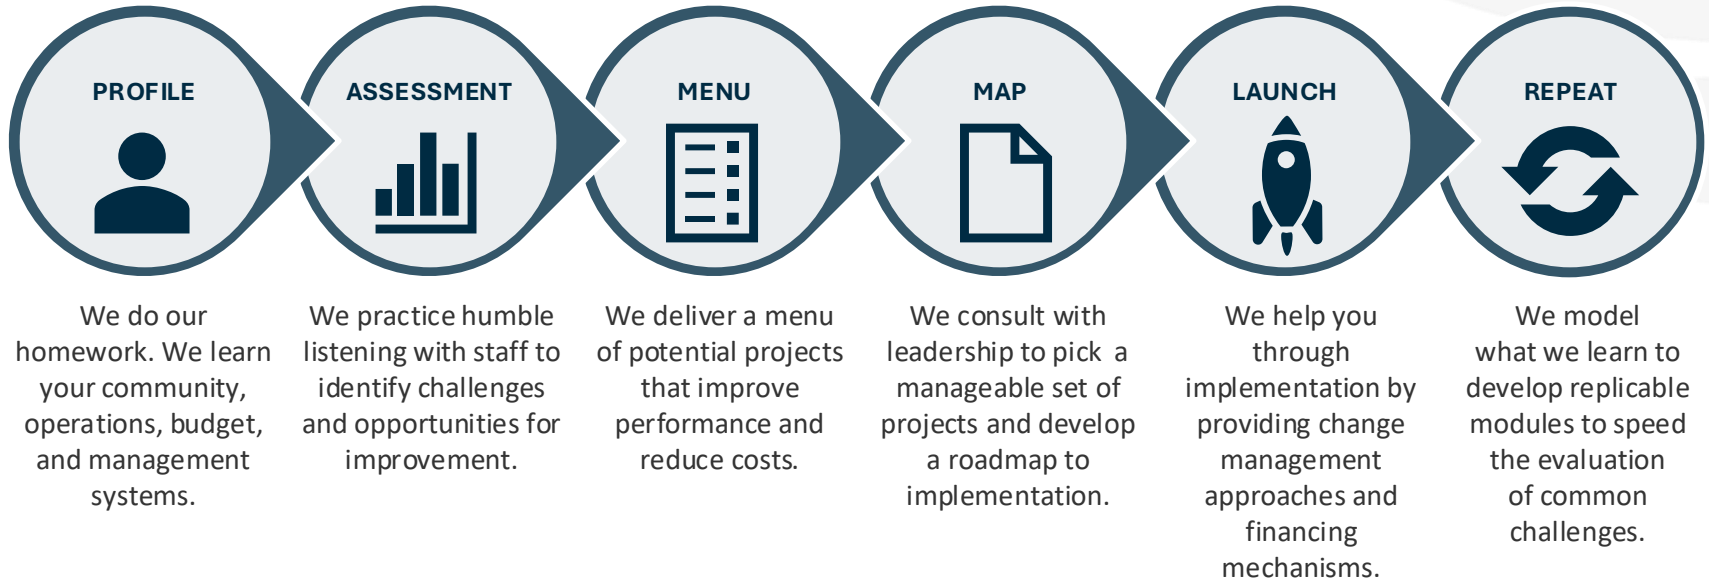 PROFILE
We do our
homework. We learn
your community,
operations, budget,
and management
systems.
ASSESSMENT
We practice humble
listening with staff to
identify challenges
and opportunities for
improvement.
MENU
We deliver a menu
of potential projects
that improve
performance and
reduce costs.
MAP
We consult with
leadership to pick a
manageable set of
projects and develop
a roadmap to
implementation.
LAUNCH
We help you
through
implementation by
providing change
management
approaches and
financing
mechanisms.
REPEAT
We model
what we learn to
develop replicable
modules to speed
the evaluation
of common
challenges.